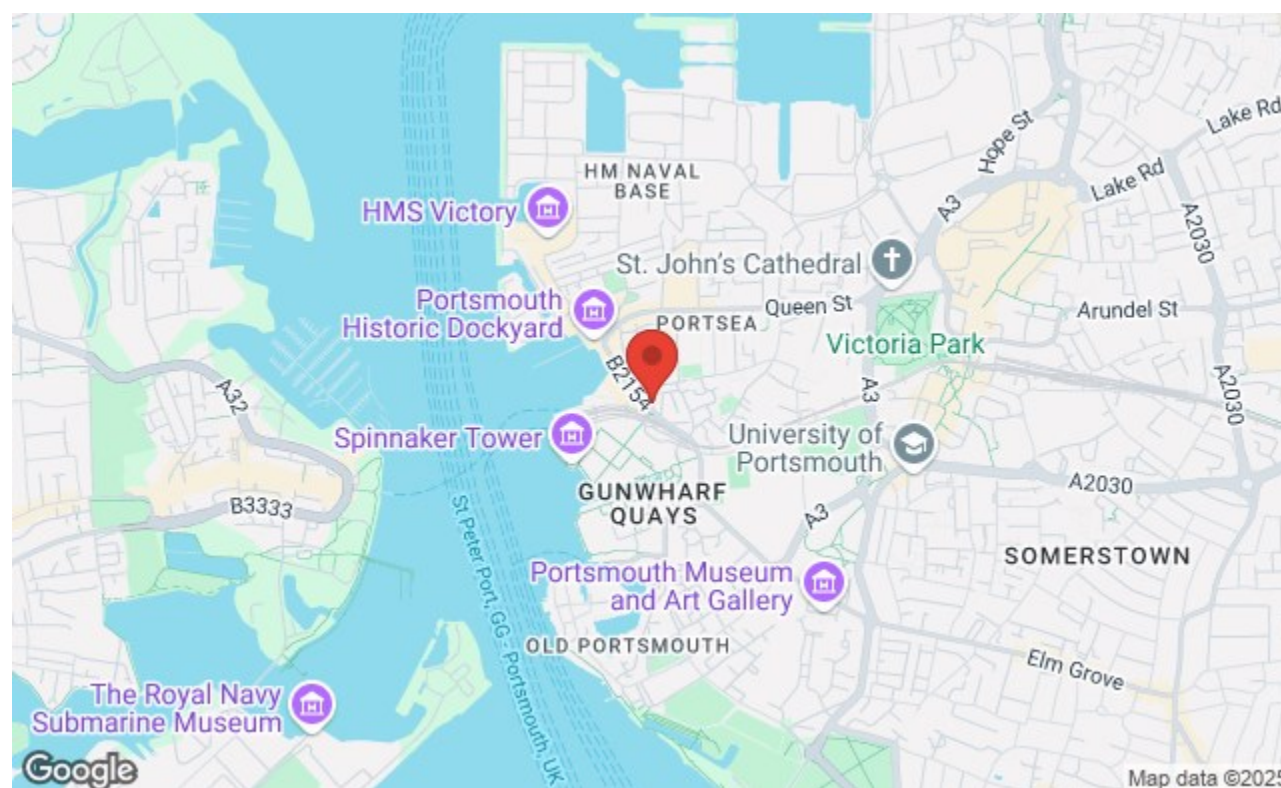 Hope St
Lake Rd
HM NAVAL
BASE
Lake Rd
HMS Victory
A3
A2030
St. John's Cathedral
Portsmouth
Historic Dockyard
Queen St
Arundel St
PORTSEA
Victoria Park
B2154
A32
A3
A2030
Spinnaker Tower
University of
Portsmouth
GUNWHARF
QUAYS
A2030
B3333
A3
St Peter Port, GG - Portsmouth, UK
SOMERSTOWN
Portsmouth Museum
and Art Gallery
OLD PORTSMOUTH
Elm Grove
The Royal Navy
Submarine Museum
Google
Map data ©2025